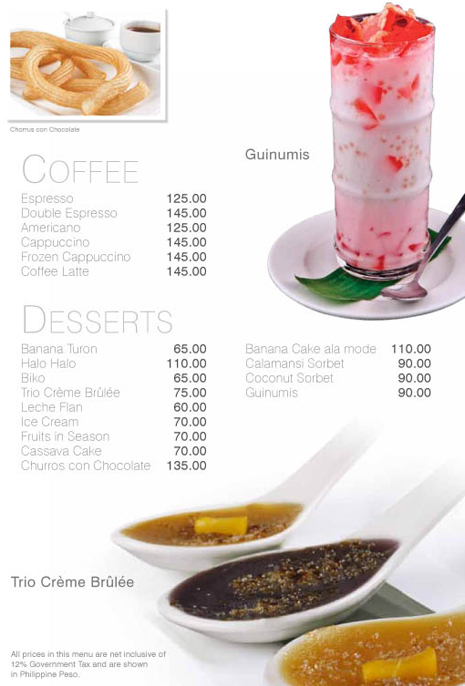 Chorrus con Chocolate
Guinumis
COFFEE
Espresso 125.00
Double Espresso 145.00
Americano 125.00
Cappuccino 145.00
Frozen Cappuccino 145.00
Coffee Latte 145.00
DESSERTS
Banana Turon 65.00
Halo Halo 110.00
Biko 65.00
Trio Crème Brûlée 75.00
Leche Flan 60.00
Ice Cream 70.00
Fruits in Season 70.00
Cassava Cake 70.00
Churros con Chocolate 135.00
Banana Cake ala mode 110.00
Calamansi Sorbet 90.00
Coconut Sorbet 90.00
Guinumis 90.00
Trio Crème Brûlée
All prices in this menu are net inclusive of
12% Government Tax and are shown
in Philippine Peso.